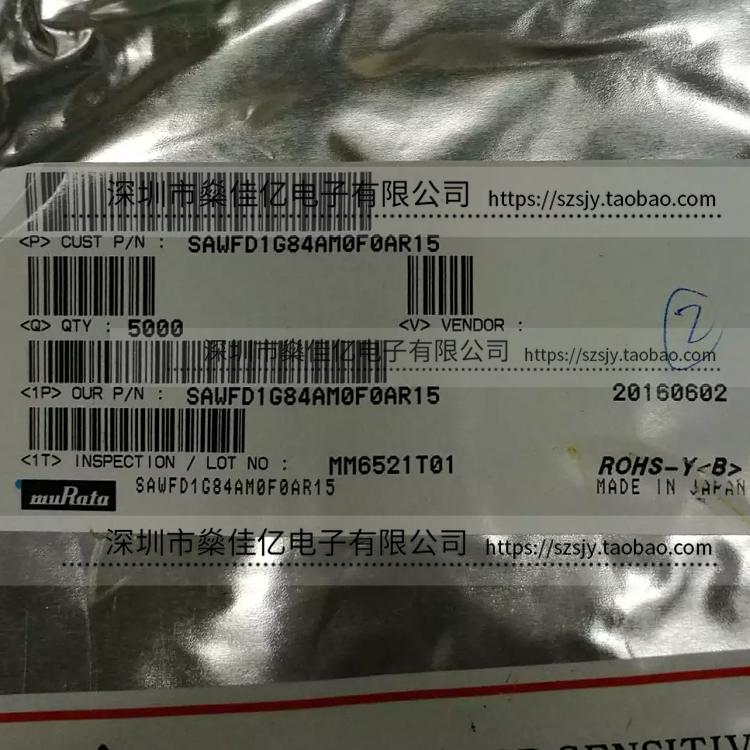 深圳市燊佳亿电子有限公司 https://szsjy.taobao.com
<P> CUST P/N : SAWFD1G84AM0F0AR15
<Q> QTY : 5000 <V> VENDOR :
2
深圳市燊佳亿电子有限公司 https://szsjy.taobao.com
<1P> OUR P/N : SAWFD1G84AM0F0AR15 20160602
<1T> INSPECTION / LOT NO : MM6521T01 ROHS-Y<B>
muRata SAWFD1G84AM0F0AR15 MADE IN JAPAN
深圳市燊佳亿电子有限公司 https://szsjy.taobao.com
SENSITIV